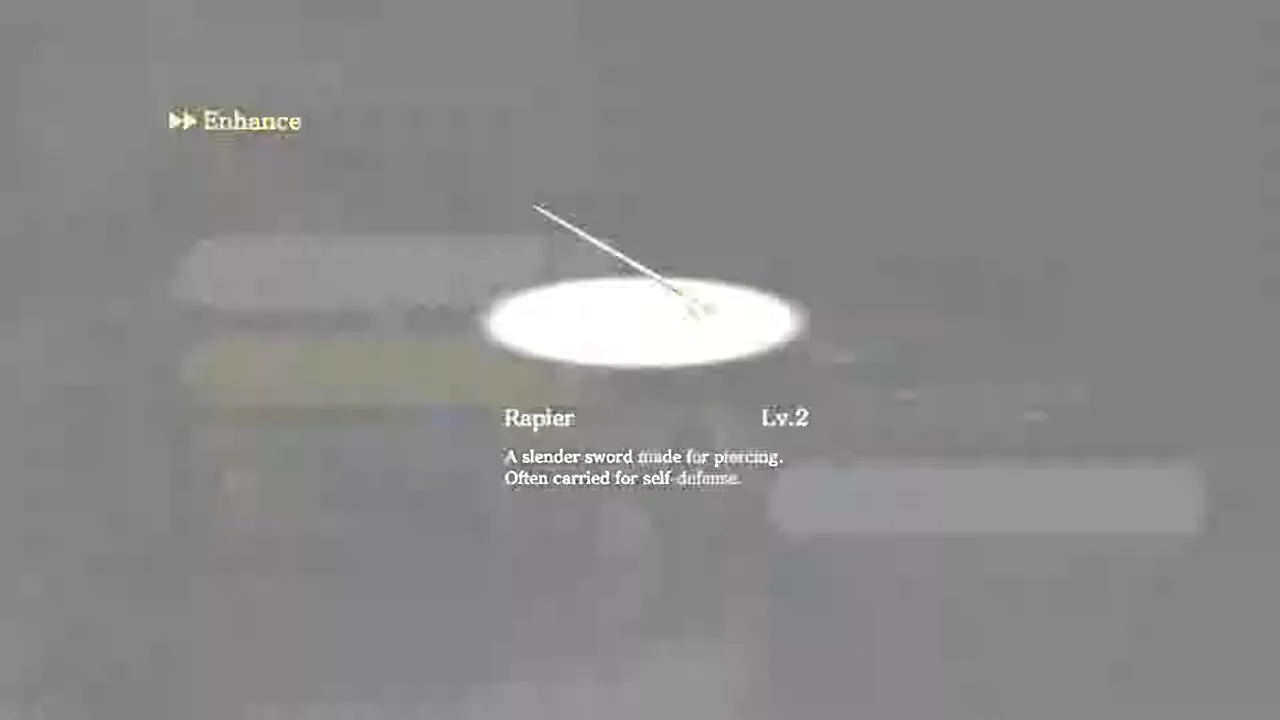 Enhance
Rapier Lv.2
A slender sword made for piercing.
Often carried for self-defense.